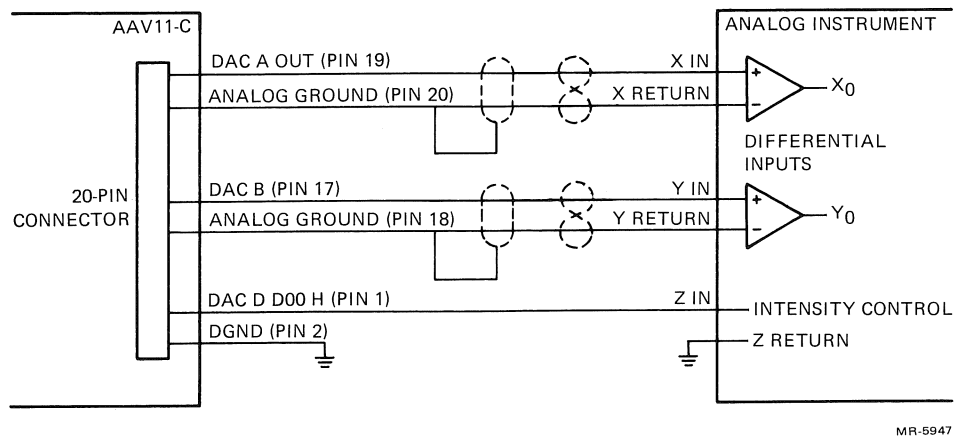 AAV11-C
ANALOG INSTRUMENT
DAC A OUT (PIN 19)
X IN
+
X0
ANALOG GROUND (PIN 20)
X RETURN
–
DIFFERENTIAL
INPUTS
20-PIN
CONNECTOR
DAC B (PIN 17)
Y IN
+
Y0
ANALOG GROUND (PIN 18)
Y RETURN
–
DAC D D00 H (PIN 1)
Z IN
INTENSITY CONTROL
DGND (PIN 2)
Z RETURN
MR-5947